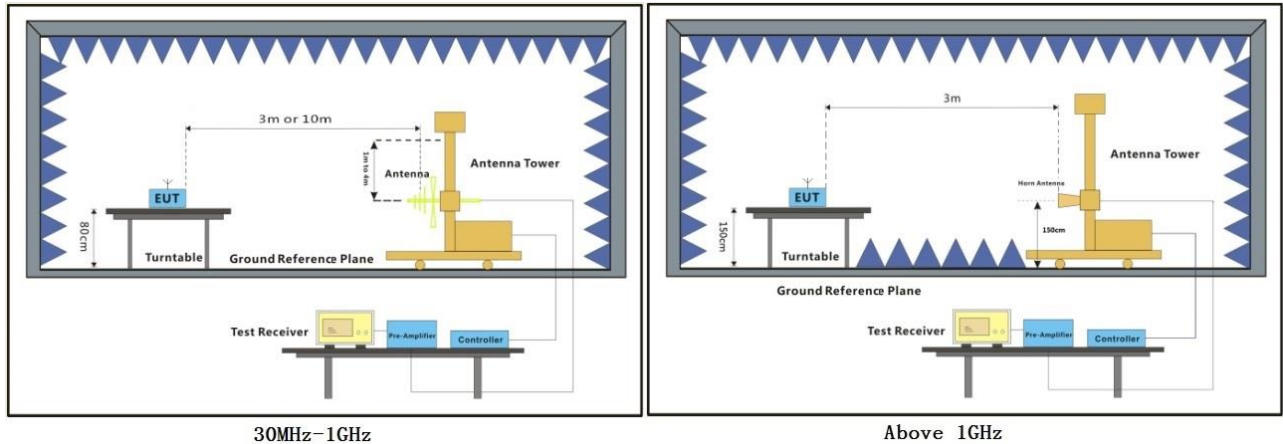 3m or 10m
1m to 4m
Antenna
Antenna Tower
EUT
80cm
Turntable
Ground Reference Plane
Test Receiver
Pre-Amplifier
Controller
30MHz-1GHz
3m
Antenna Tower
Horn Antenna
EUT
150cm
150cm
Turntable
Ground Reference Plane
Test Receiver
Pre-Amplifier
Controller
Above 1GHz